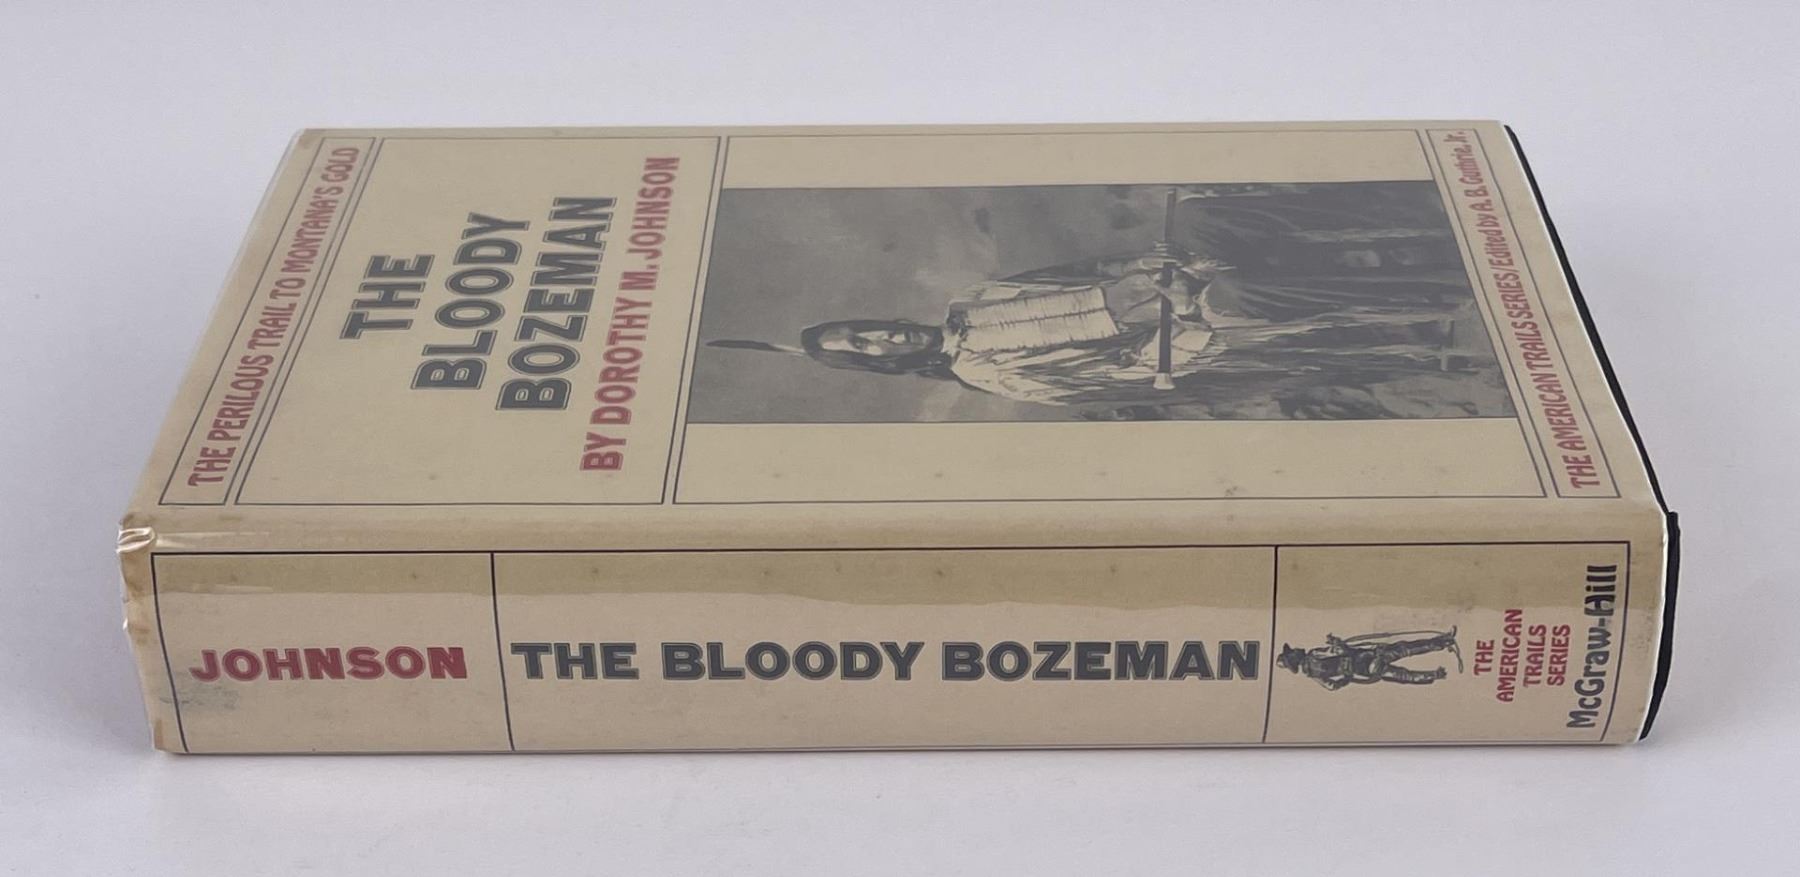 THE PERILOUS TRAIL TO MONTANA'S GOLD
THE
BLOODY
BOZEMAN
BY DOROTHY M. JOHNSON
THE AMERICAN TRAILS SERIES/Edited by A. B. Guthrie, Jr.
JOHNSON
THE BLOODY BOZEMAN
THE
AMERICAN
TRAILS
SERIES
McGraw-Hill